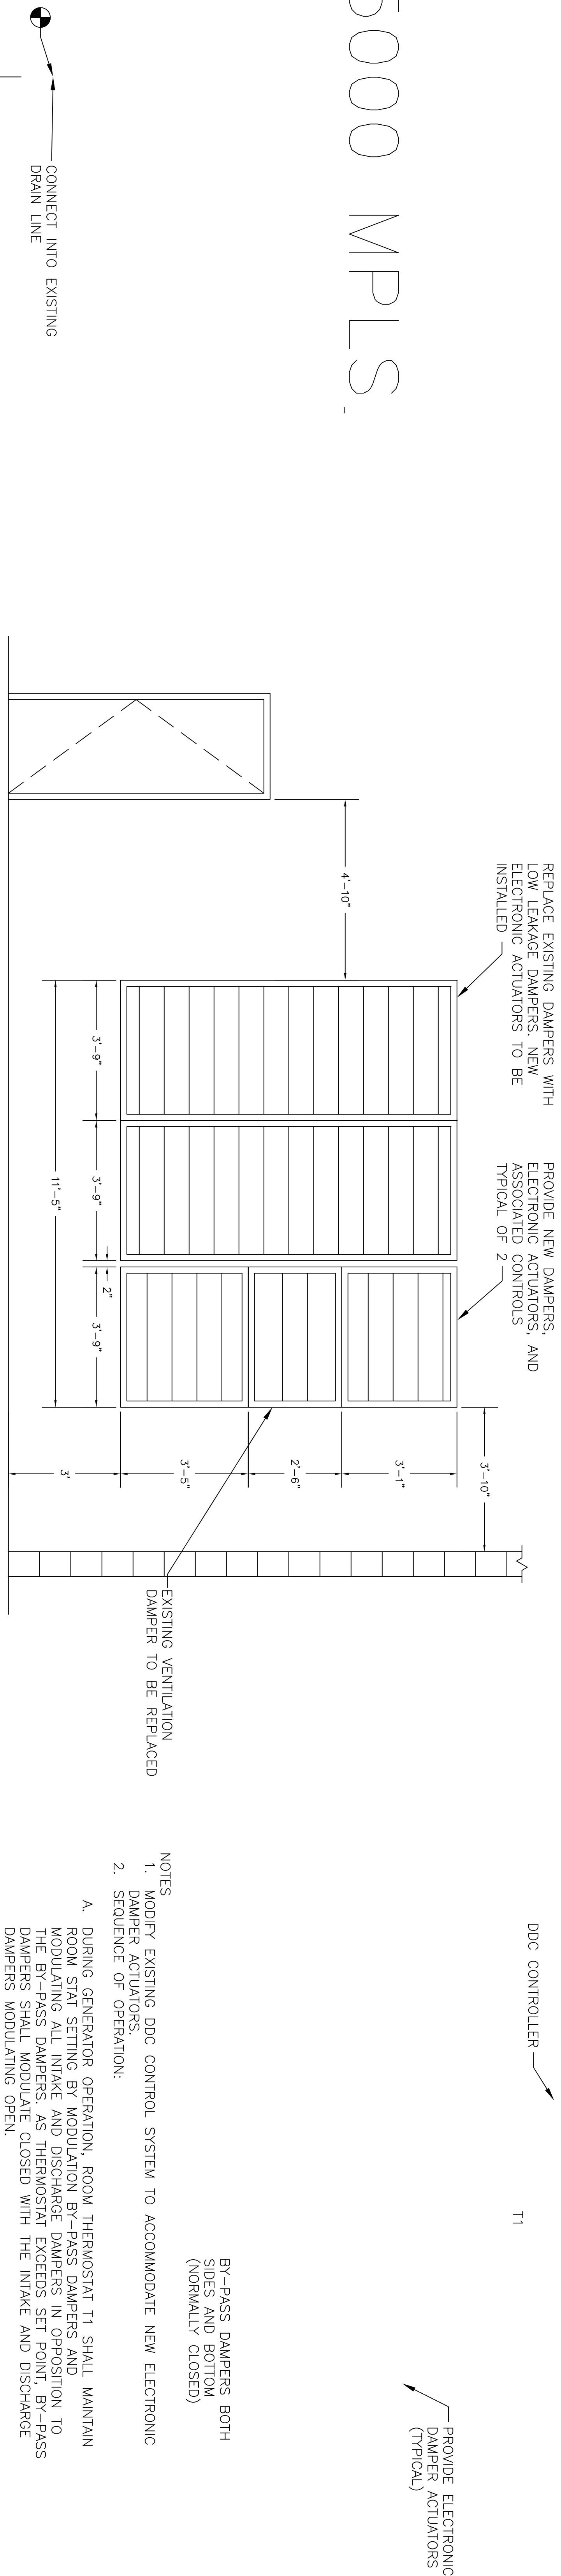 5000 MPLS.
CONNECT INTO EXISTING
DRAIN LINE
REPLACE EXISTING DAMPERS WITH
LOW LEAKAGE DAMPERS. NEW
ELECTRONIC ACTUATORS TO BE
INSTALLED
PROVIDE NEW DAMPERS,
ELECTRONIC ACTUATORS, AND
ASSOCIATED CONTROLS
TYPICAL OF 2
4'-10"
3'-10"
3'-1"
2'-6"
3'-5"
3'
3'-9"
3'-9"
2"
3'-9"
11'-5"
EXISTING VENTILATION
DAMPER TO BE REPLACED
DDC CONTROLLER
T1
PROVIDE ELECTRONIC
DAMPER ACTUATORS
(TYPICAL)
BY-PASS DAMPERS BOTH
SIDES AND BOTTOM
(NORMALLY CLOSED)
NOTES
1. MODIFY EXISTING DDC CONTROL SYSTEM TO ACCOMMODATE NEW ELECTRONIC
DAMPER ACTUATORS.
2. SEQUENCE OF OPERATION:
A. DURING GENERATOR OPERATION, ROOM THERMOSTAT T1 SHALL MAINTAIN
ROOM STAT SETTING BY MODULATION BY-PASS DAMPERS AND
MODULATING ALL INTAKE AND DISCHARGE DAMPERS IN OPPOSITION TO
THE BY-PASS DAMPERS. AS THERMOSTAT EXCEEDS SET POINT, BY-PASS
DAMPERS SHALL MODULATE CLOSED WITH THE INTAKE AND DISCHARGE
DAMPERS MODULATING OPEN.